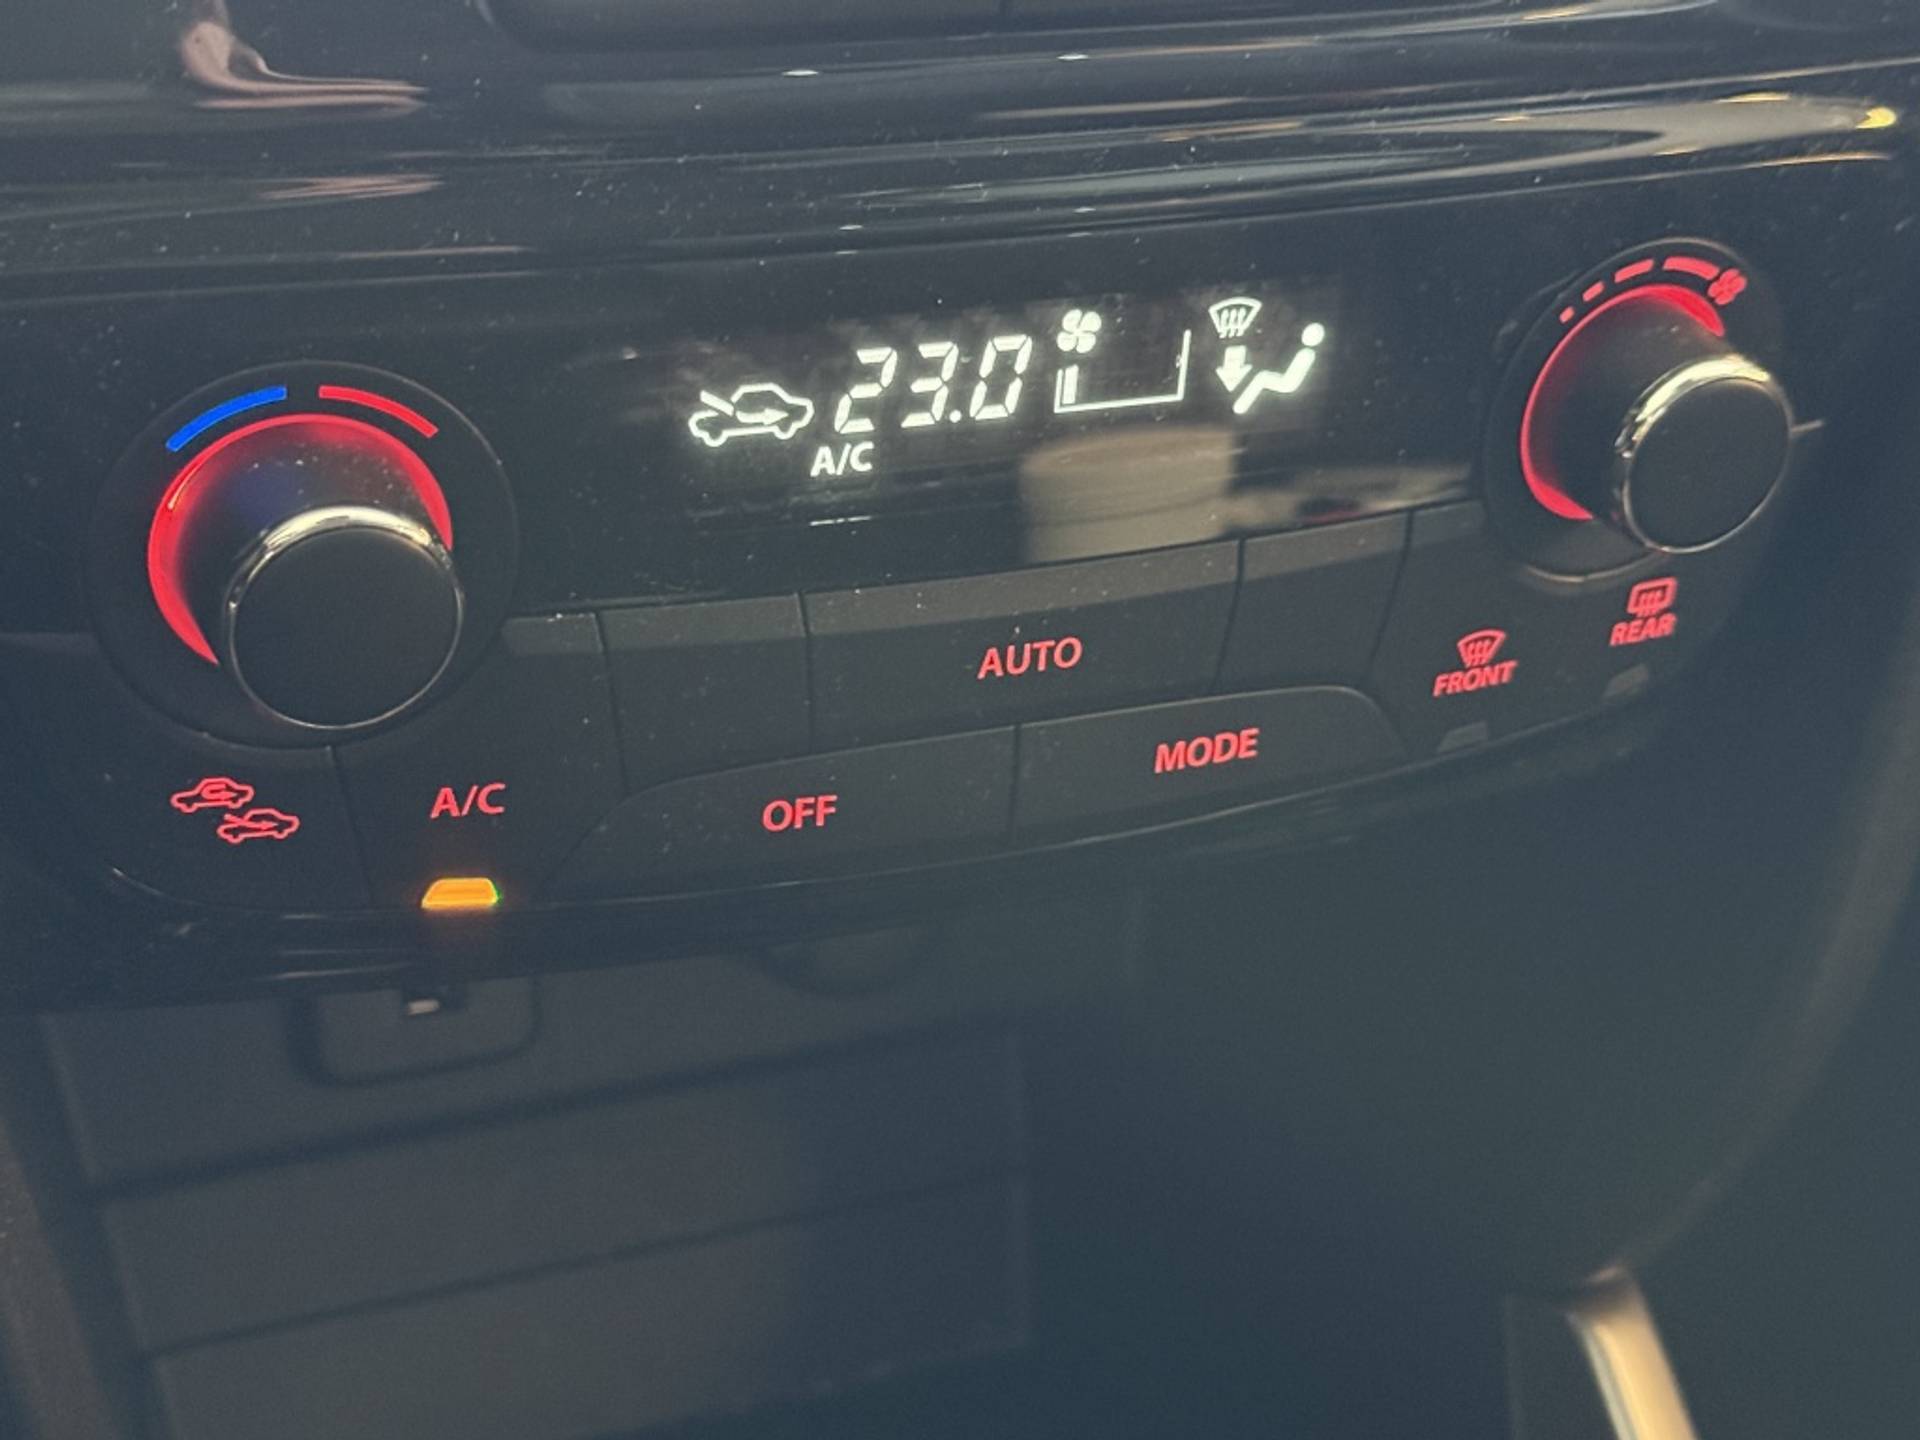 23.0
A/C
AUTO
REAR
FRONT
MODE
A/C
OFF